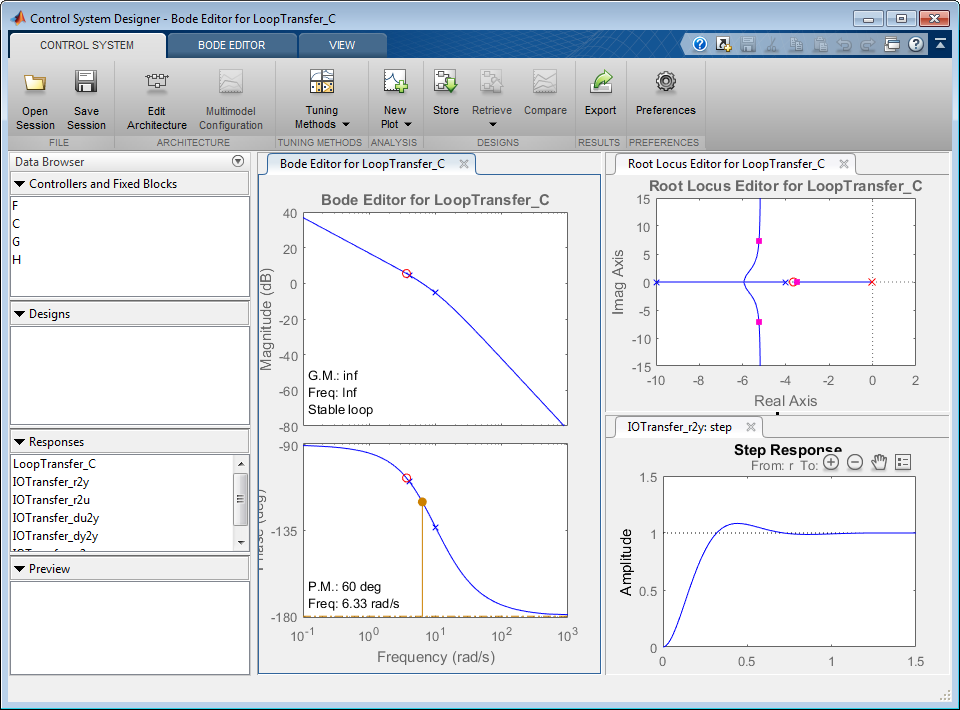 Control System Designer - Bode Editor for LoopTransfer_C
CONTROL SYSTEM
BODE EDITOR
VIEW
Open Session
Save Session
Edit Architecture
Multimodel Configuration
Tuning Methods
New Plot
Store
Retrieve
Compare
Export
Preferences
FILE
ARCHITECTURE
TUNING METHODS
ANALYSIS
DESIGNS
RESULTS
PREFERENCES
Data Browser
Controllers and Fixed Blocks
F
C
G
H
Designs
Responses
LoopTransfer_C
IOTransfer_r2y
IOTransfer_r2u
IOTransfer_du2y
IOTransfer_dy2y
Preview
Bode Editor for LoopTransfer_C
Bode Editor for LoopTransfer_C
Magnitude (dB)
40
20
0
-20
-40
-60
-80
G.M.: inf
Freq: Inf
Stable loop
Phase (deg)
-90
-135
-180
P.M.: 60 deg
Freq: 6.33 rad/s
10^-1 10^0 10^1 10^2 10^3
Frequency (rad/s)
Root Locus Editor for LoopTransfer_C
Root Locus Editor for LoopTransfer_C
Imag Axis
15
10
5
0
-5
-10
-15
-10 -8 -6 -4 -2 0 2
Real Axis
IOTransfer_r2y: step
Step Response
From: r To:
Amplitude
1.5
1
0.5
0
0 0.5 1 1.5